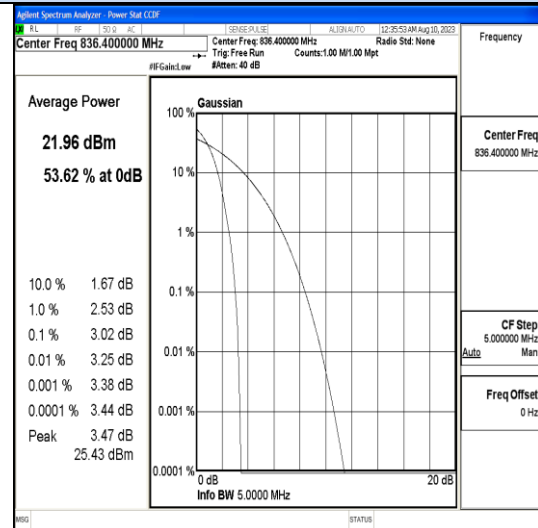 Agilent Spectrum Analyzer - Power Stat CCDF
RL RF 50 Ω AC SENSE:PULSE ALIGN AUTO 12:35:53 AM Aug 10, 2023
Center Freq 836.400000 MHz
Center Freq: 836.400000 MHz Radio Std: None
Trig: Free Run Counts:1.00 M/1.00 Mpt
#IFGain:Low #Atten: 40 dB
Frequency
Average Power
21.96 dBm
53.62 % at 0dB
10.0 % 1.67 dB
1.0 % 2.53 dB
0.1 % 3.02 dB
0.01 % 3.25 dB
0.001 % 3.38 dB
0.0001 % 3.44 dB
Peak 3.47 dB
25.43 dBm
Gaussian
100 %
10 %
1 %
0.1 %
0.01 %
0.001 %
0.0001 %
0 dB 20 dB
Info BW 5.0000 MHz
Center Freq
836.400000 MHz
CF Step
5.000000 MHz
Auto Man
Freq Offset
0 Hz
MSG STATUS